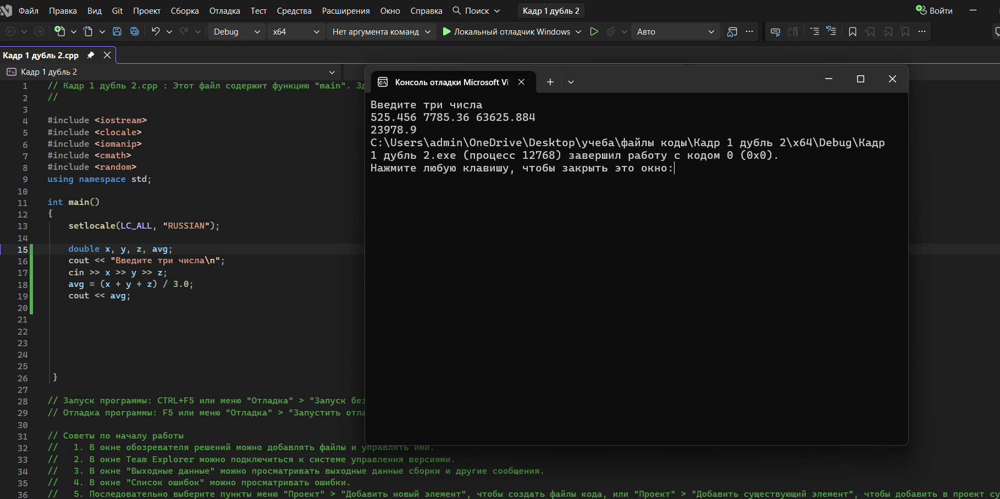 Файл Правка Вид Git Проект Сборка Отладка Тест Средства Расширения Окно Справка Поиск Кадр 1 дубль 2 Войти
Debug x64 Нет аргумента команд Локальный отладчик Windows Авто
Кадр 1 дубль 2.cpp
Кадр 1 дубль 2
1 // Кадр 1 дубль 2.cpp : Этот файл содержит функцию "main". Зд
2 //
3
4 #include <iostream>
5 #include <clocale>
6 #include <iomanip>
7 #include <cmath>
8 #include <random>
9 using namespace std;
10
11 int main()
12 {
13 setlocale(LC_ALL, "RUSSIAN");
14
15 double x, y, z, avg;
16 cout << "Введите три числа\n";
17 cin >> x >> y >> z;
18 avg = (x + y + z) / 3.0;
19 cout << avg;
20
21
22
23
24
25
26 }
27
28 // Запуск программы: CTRL+F5 или меню "Отладка" > "Запуск без
29 // Отладка программы: F5 или меню "Отладка" > "Запустить отла
30
31 // Советы по началу работы
32 // 1. В окне обозревателя решений можно добавлять файлы и управлять ими.
33 // 2. В окне Team Explorer можно подключиться к системе управления версиями.
34 // 3. В окне "Выходные данные" можно просматривать выходные данные сборки и другие сообщения.
35 // 4. В окне "Список ошибок" можно просматривать ошибки.
36 // 5. Последовательно выберите пункты меню "Проект" > "Добавить новый элемент", чтобы создать файлы кода, или "Проект" > "Добавить существующий элемент", чтобы добавить в проект су
Консоль отладки Microsoft Vi
Введите три числа
525.456 7785.36 63625.884
23978.9
C:\Users\admin\OneDrive\Desktop\учеба\файлы коды\Кадр 1 дубль 2\x64\Debug\Кадр
1 дубль 2.exe (процесс 12768) завершил работу с кодом 0 (0x0).
Нажмите любую клавишу, чтобы закрыть это окно: